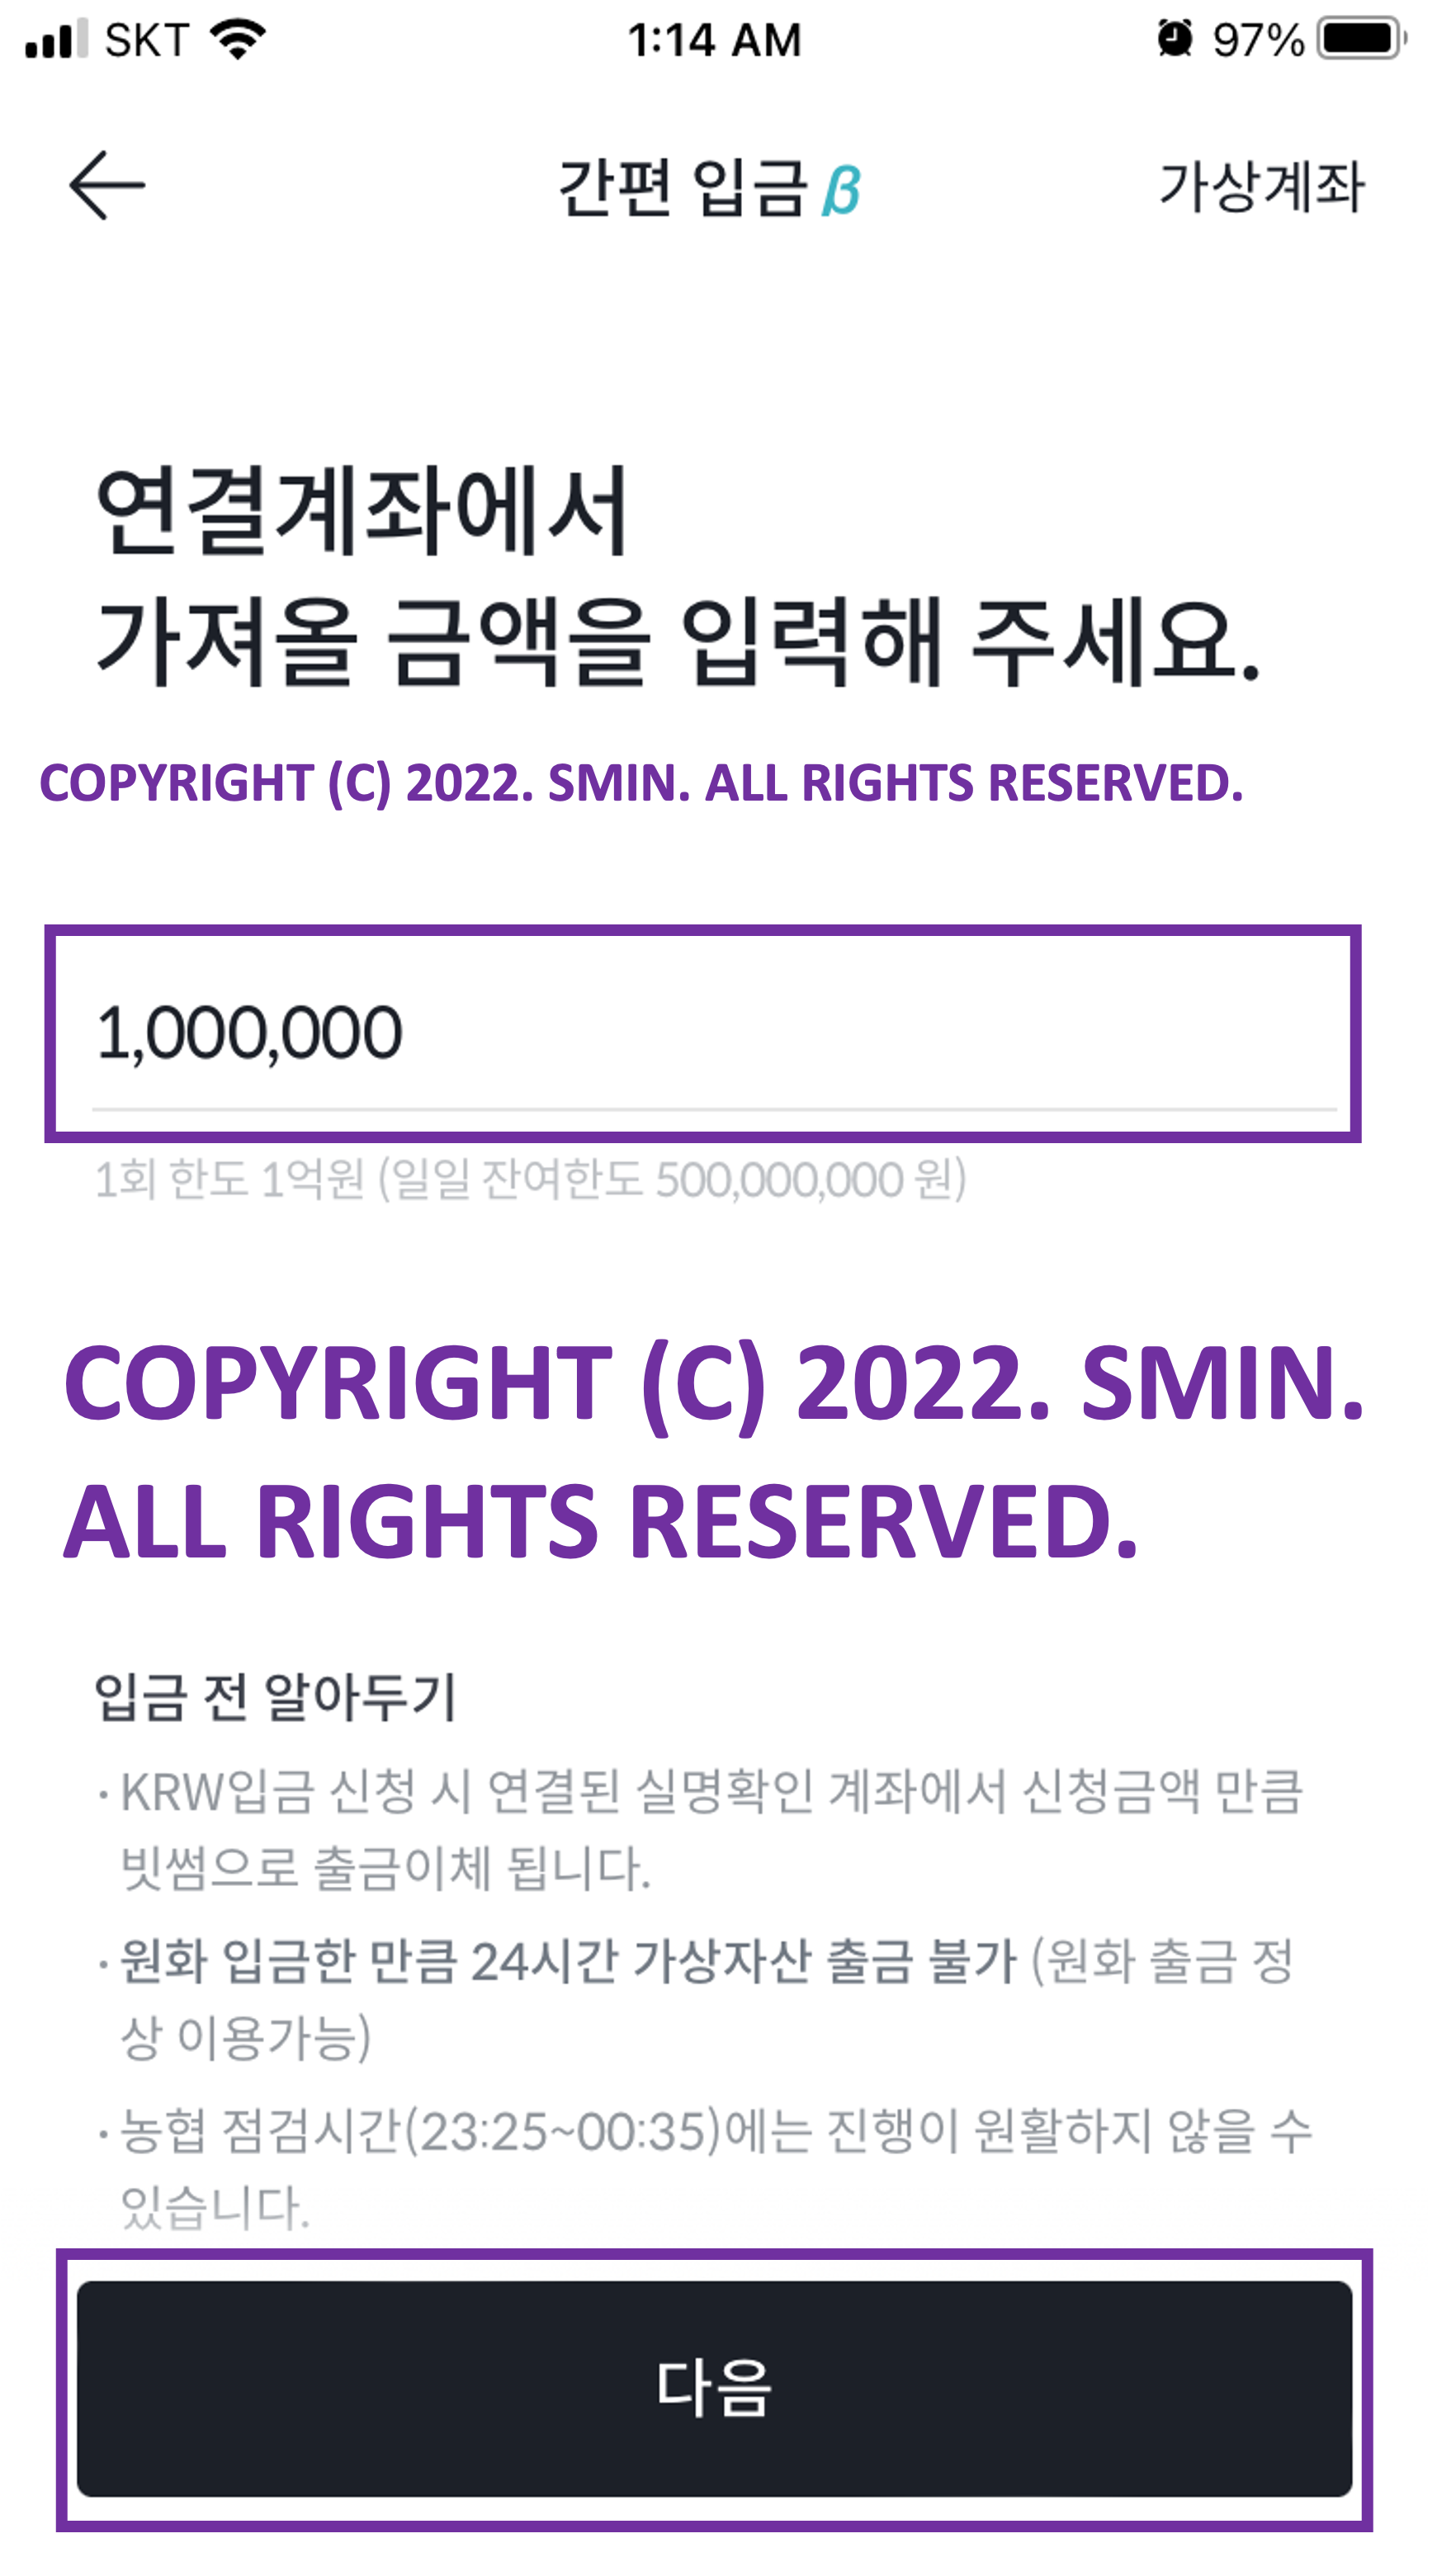 SKT
1:14 AM
97%
간편 입금 β
가상계좌
연결계좌에서
가져올 금액을 입력해 주세요.
COPYRIGHT (C) 2022. SMIN. ALL RIGHTS RESERVED.
1,000,000
1회 한도 1억원 (일일 잔여한도 500,000,000 원)
COPYRIGHT (C) 2022. SMIN.
ALL RIGHTS RESERVED.
입금 전 알아두기
· KRW입금 신청 시 연결된 실명확인 계좌에서 신청금액 만큼
빗썸으로 출금이체 됩니다.
· 원화 입금한 만큼 24시간 가상자산 출금 불가 (원화 출금 정
상 이용가능)
· 농협 점검시간(23:25~00:35)에는 진행이 원활하지 않을 수
있습니다.
다음